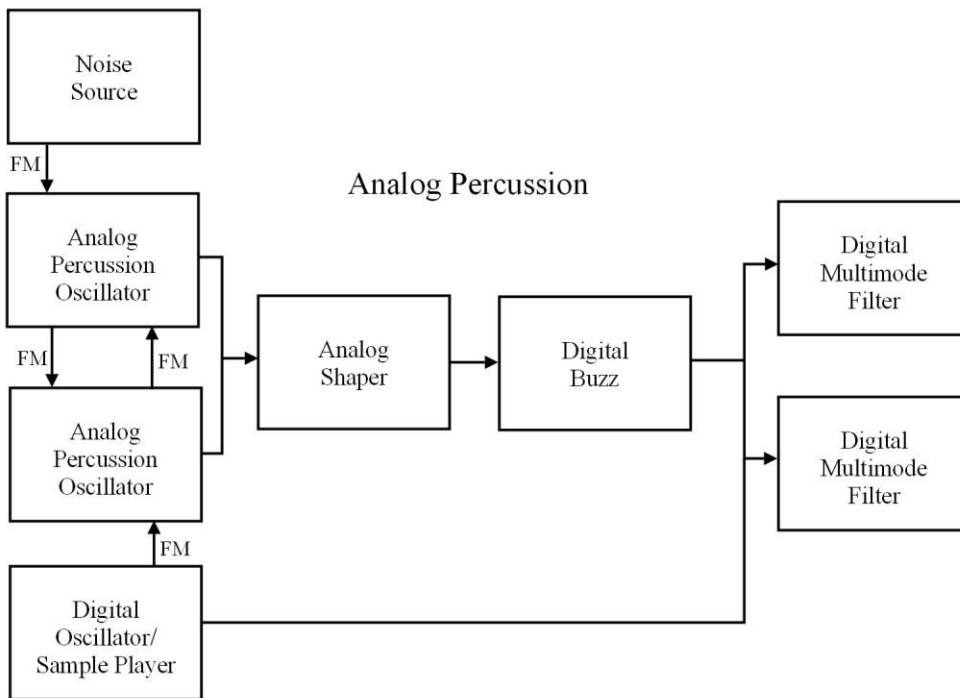 Noise
Source
FM
Analog Percussion
Analog
Percussion
Oscillator
FM
FM
Analog
Percussion
Oscillator
FM
Digital
Oscillator/
Sample Player
Analog
Shaper
Digital
Buzz
Digital
Multimode
Filter
Digital
Multimode
Filter